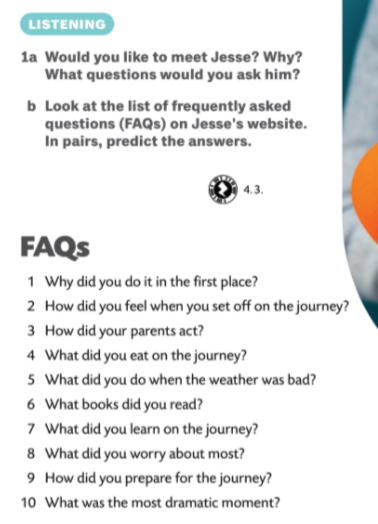 LISTENING
1a Would you like to meet Jesse? Why?
What questions would you ask him?
b Look at the list of frequently asked
questions (FAQs) on Jesse's website.
In pairs, predict the answers.
4.3.
FAQs
1 Why did you do it in the first place?
2 How did you feel when you set off on the journey?
3 How did your parents act?
4 What did you eat on the journey?
5 What did you do when the weather was bad?
6 What books did you read?
7 What did you learn on the journey?
8 What did you worry about most?
9 How did you prepare for the journey?
10 What was the most dramatic moment?